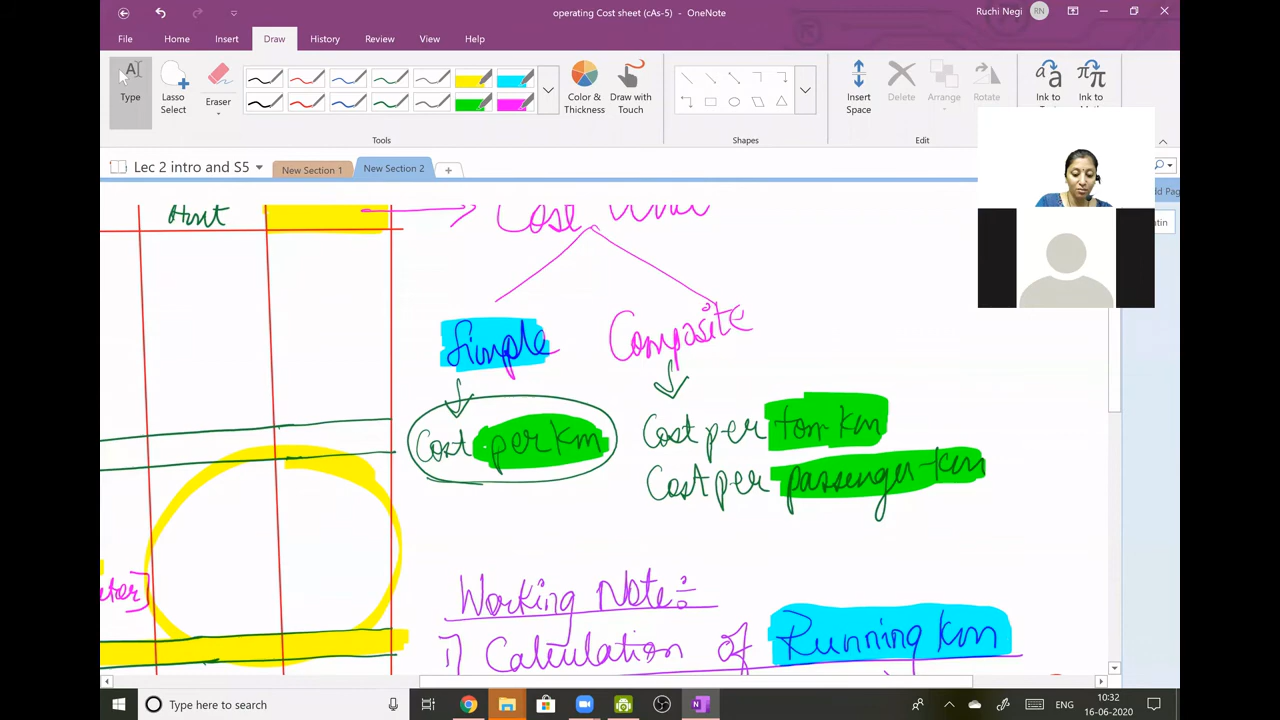 operating Cost sheet (cAs-5) - OneNote
Ruchi Negi RN
File Home Insert Draw History Review View Help
Type
Lasso Select
Eraser
Color & Thickness
Draw with Touch
Insert Space
Delete
Arrange
Rotate
Ink to
Ink to
Tools
Shapes
Edit
Lec 2 intro and S5
New Section 1
New Section 2
Amt
Cost Unit
Simple
Composite
Cost per km
Cost per ton km
Cost per passenger-km
Working Note:-
1) Calculation of Running km
Type here to search
ENG
10:32
16-06-2020